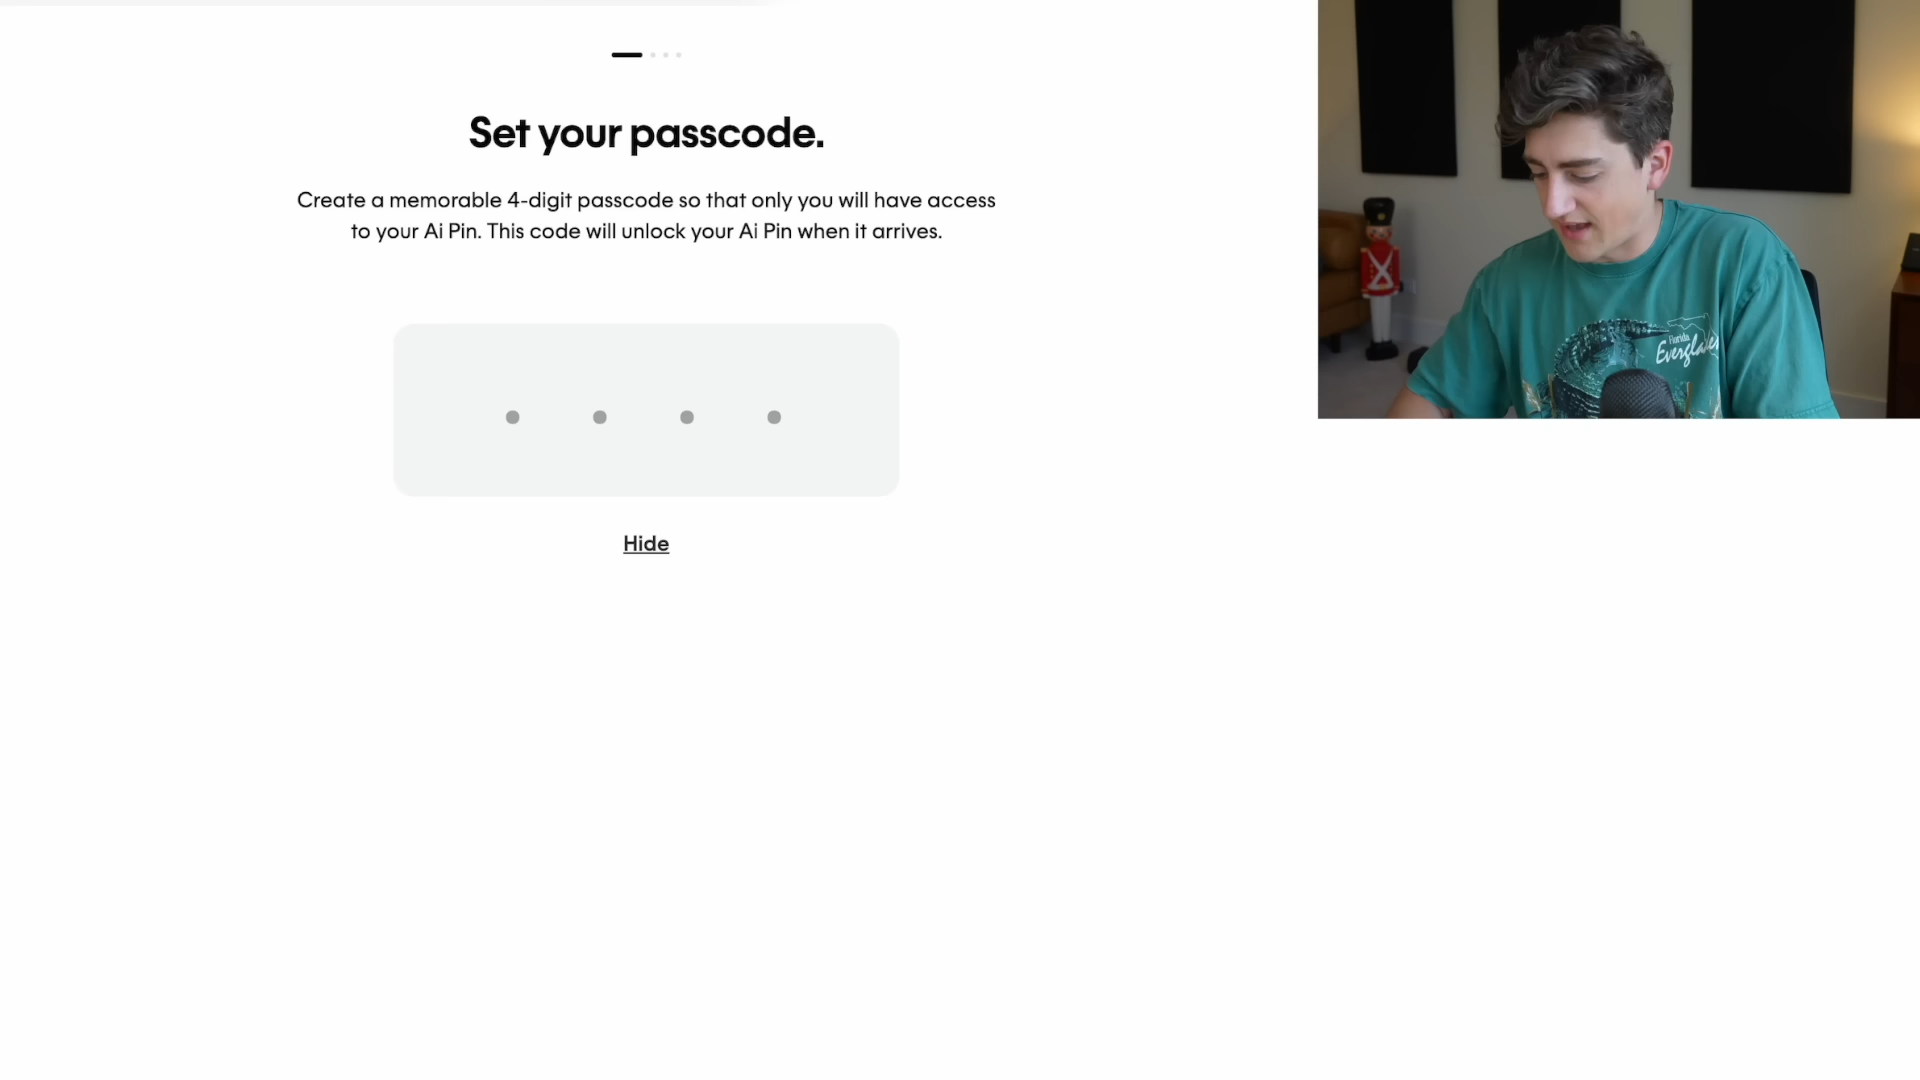 Set your passcode.
Create a memorable 4-digit passcode so that only you will have access
to your Ai Pin. This code will unlock your Ai Pin when it arrives.
Hide
Florida